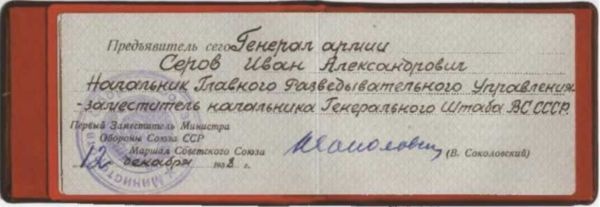 Предъявитель сего Генерал армии
Серов Иван Александрович
Начальник Главного Разведывательного Управления
-заместитель начальника Генерального Штаба ВС СССР.
Первый Заместитель Министра
Обороны Союза ССР
Маршал Советского Союза
(В. Соколовский)
12 декабря 1958 г.